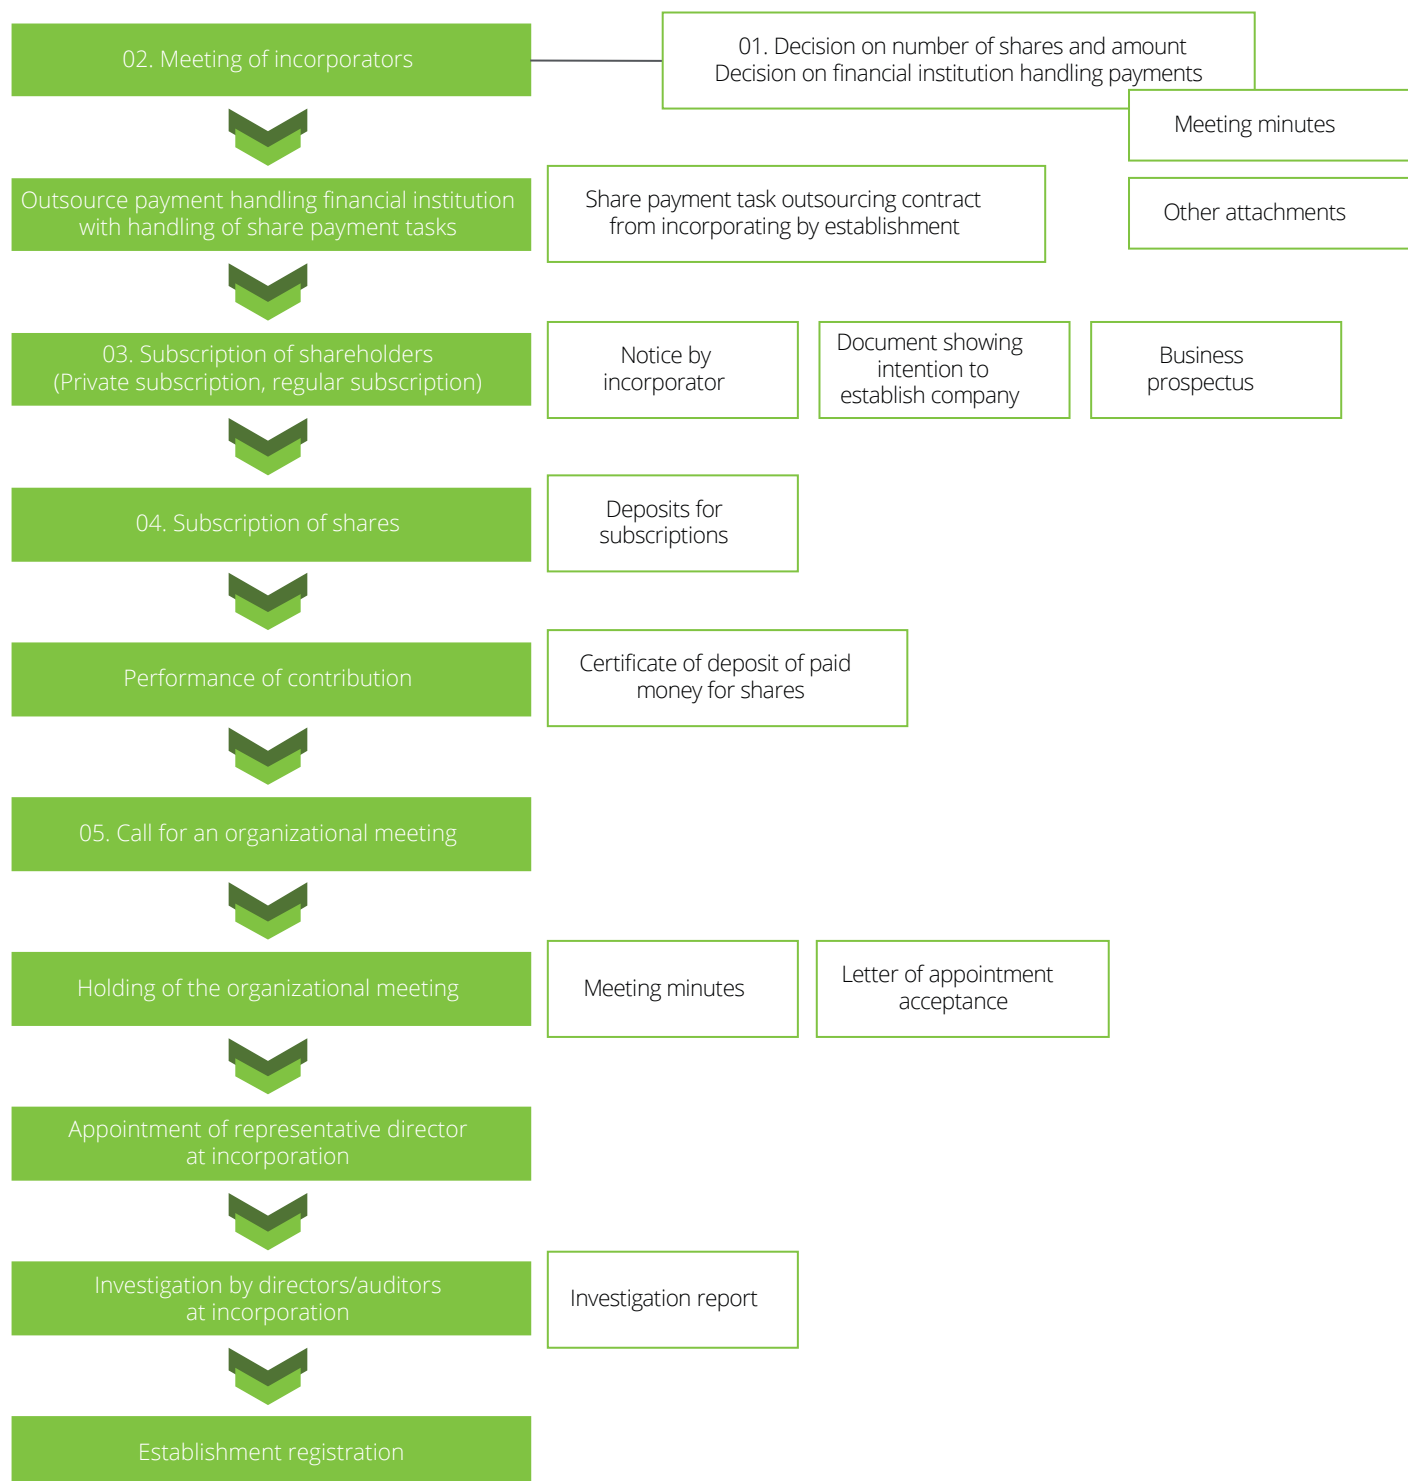 02. Meeting of incorporators
01. Decision on number of shares and amount
Decision on financial institution handling payments
Meeting minutes
Outsource payment handling financial institution
with handling of share payment tasks
Share payment task outsourcing contract
from incorporating by establishment
Other attachments
03. Subscription of shareholders
(Private subscription, regular subscription)
Notice by
incorporator
Document showing
intention to
establish company
Business
prospectus
04. Subscription of shares
Deposits for
subscriptions
Performance of contribution
Certificate of deposit of paid
money for shares
05. Call for an organizational meeting
Holding of the organizational meeting
Meeting minutes
Letter of appointment
acceptance
Appointment of representative director
at incorporation
Investigation by directors/auditors
at incorporation
Investigation report
Establishment registration